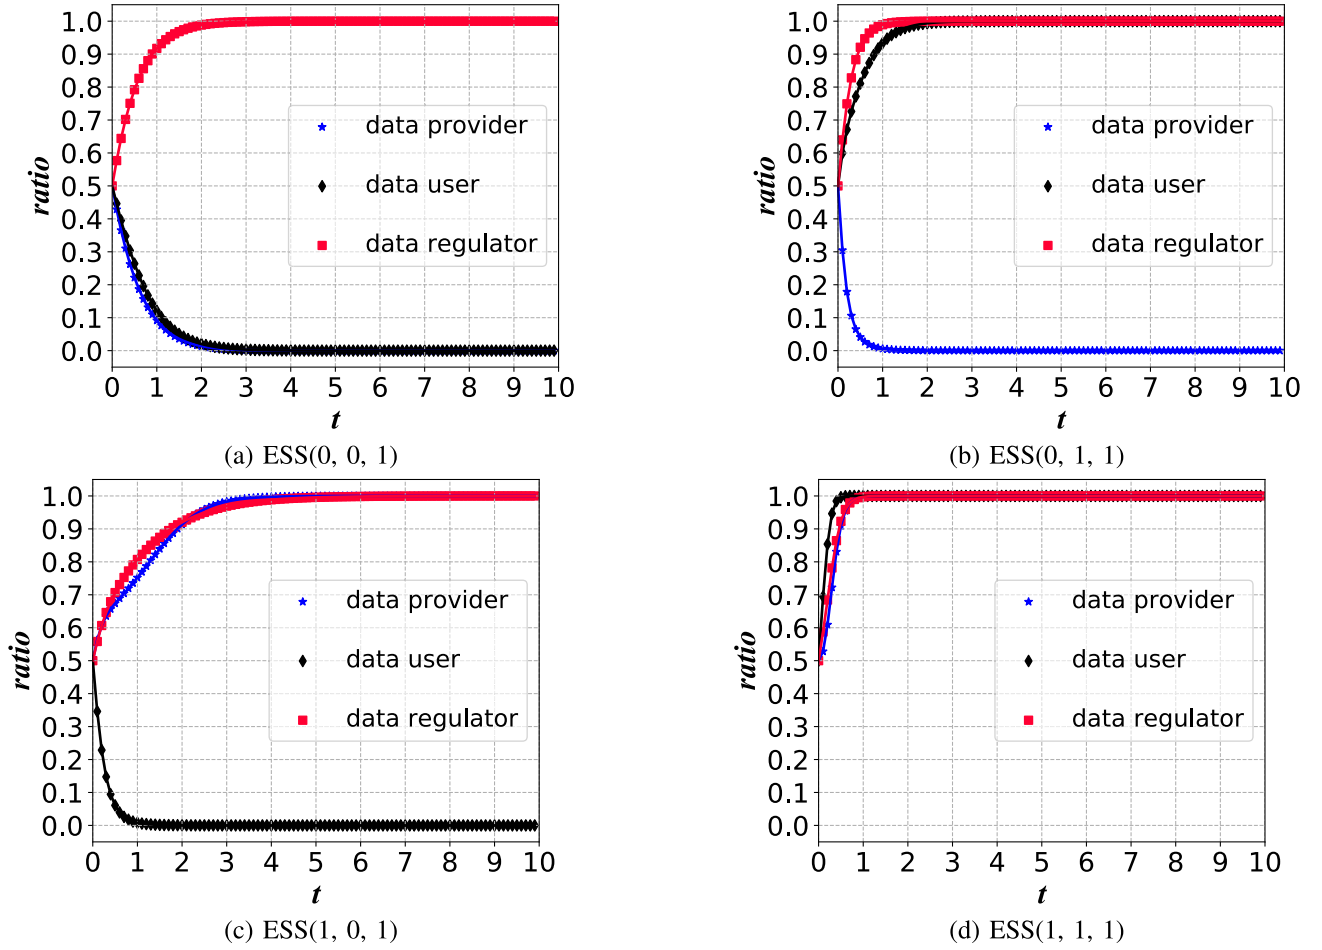 1.0
0.9
0.8
0.7
0.6
0.5
0.4
0.3
0.2
0.1
0.0
ratio
data provider
data user
data regulator
0 1 2 3 4 5 6 7 8 9 10
t
(a) ESS(0, 0, 1)
1.0
0.9
0.8
0.7
0.6
0.5
0.4
0.3
0.2
0.1
0.0
ratio
data provider
data user
data regulator
0 1 2 3 4 5 6 7 8 9 10
t
(b) ESS(0, 1, 1)
1.0
0.9
0.8
0.7
0.6
0.5
0.4
0.3
0.2
0.1
0.0
ratio
data provider
data user
data regulator
0 1 2 3 4 5 6 7 8 9 10
t
(c) ESS(1, 0, 1)
1.0
0.9
0.8
0.7
0.6
0.5
0.4
0.3
0.2
0.1
0.0
ratio
data provider
data user
data regulator
0 1 2 3 4 5 6 7 8 9 10
t
(d) ESS(1, 1, 1)